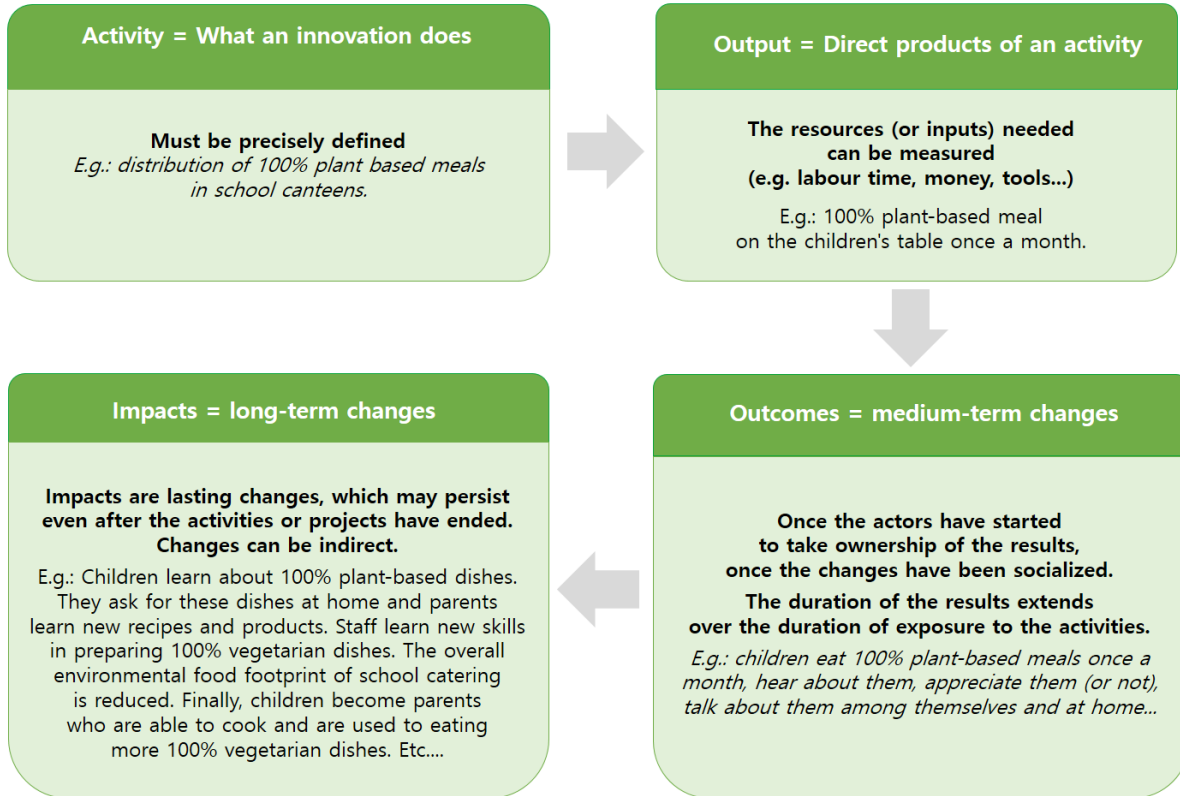 Activity = What an innovation does
Must be precisely defined
E.g.: distribution of 100% plant based meals
in school canteens.
Output = Direct products of an activity
The resources (or inputs) needed
can be measured
(e.g. labour time, money, tools...)
E.g.: 100% plant-based meal
on the children's table once a month.
Outcomes = medium-term changes
Once the actors have started
to take ownership of the results,
once the changes have been socialized.
The duration of the results extends
over the duration of exposure to the activities.
E.g.: children eat 100% plant-based meals once a
month, hear about them, appreciate them (or not),
talk about them among themselves and at home...
Impacts = long-term changes
Impacts are lasting changes, which may persist
even after the activities or projects have ended.
Changes can be indirect.
E.g.: Children learn about 100% plant-based dishes.
They ask for these dishes at home and parents
learn new recipes and products. Staff learn new skills
in preparing 100% vegetarian dishes. The overall
environmental food footprint of school catering
is reduced. Finally, children become parents
who are able to cook and are used to eating
more 100% vegetarian dishes. Etc....